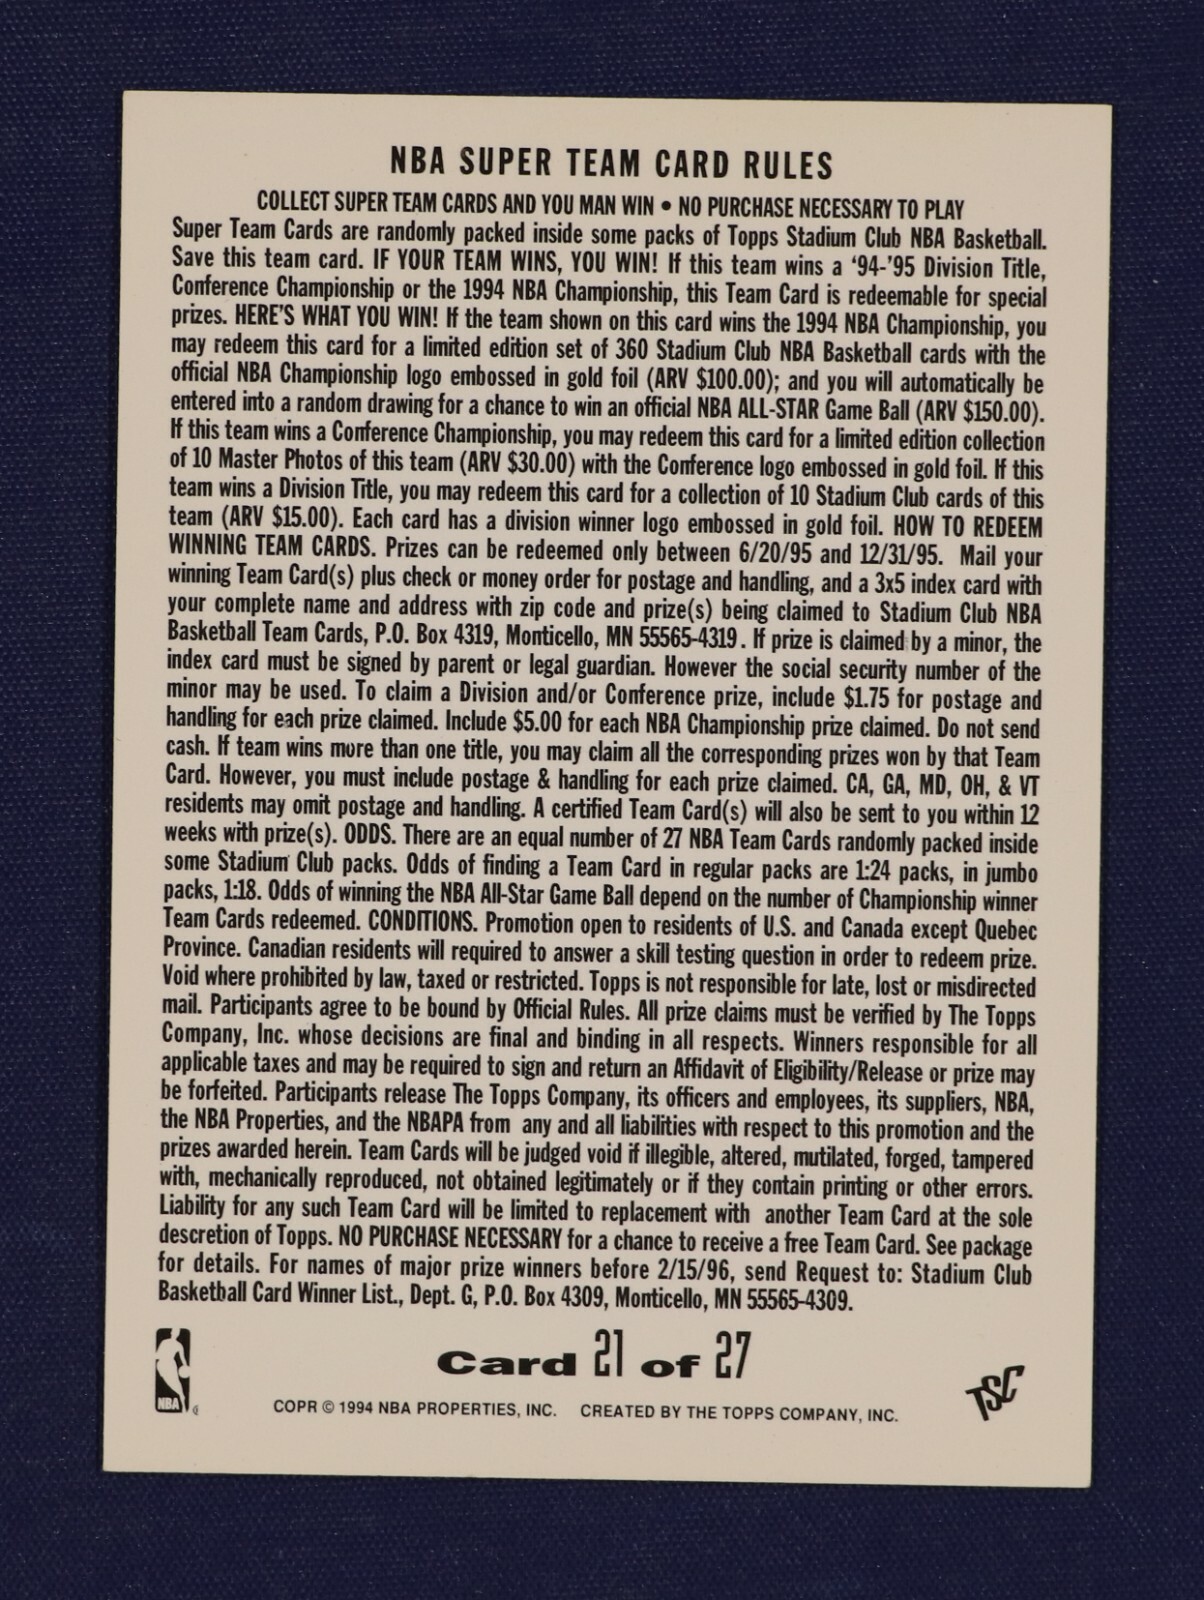 NBA SUPER TEAM CARD RULES
COLLECT SUPER TEAM CARDS AND YOU MAN WIN • NO PURCHASE NECESSARY TO PLAY
Super Team Cards are randomly packed inside some packs of Topps Stadium Club NBA Basketball.
Save this team card. IF YOUR TEAM WINS, YOU WIN! If this team wins a '94-'95 Division Title,
Conference Championship or the 1994 NBA Championship, this Team Card is redeemable for special
prizes. HERE'S WHAT YOU WIN! If the team shown on this card wins the 1994 NBA Championship, you
may redeem this card for a limited edition set of 360 Stadium Club NBA Basketball cards with the
official NBA Championship logo embossed in gold foil (ARV $100.00); and you will automatically be
entered into a random drawing for a chance to win an official NBA ALL-STAR Game Ball (ARV $150.00).
If this team wins a Conference Championship, you may redeem this card for a limited edition collection
of 10 Master Photos of this team (ARV $30.00) with the Conference logo embossed in gold foil. If this
team wins a Division Title, you may redeem this card for a collection of 10 Stadium Club cards of this
team (ARV $15.00). Each card has a division winner logo embossed in gold foil. HOW TO REDEEM
WINNING TEAM CARDS. Prizes can be redeemed only between 6/20/95 and 12/31/95. Mail your
winning Team Card(s) plus check or money order for postage and handling, and a 3x5 index card with
your complete name and address with zip code and prize(s) being claimed to Stadium Club NBA
Basketball Team Cards, P.O. Box 4319, Monticello, MN 55565-4319. If prize is claimed by a minor, the
index card must be signed by parent or legal guardian. However the social security number of the
minor may be used. To claim a Division and/or Conference prize, include $1.75 for postage and
handling for each prize claimed. Include $5.00 for each NBA Championship prize claimed. Do not send
cash. If team wins more than one title, you may claim all the corresponding prizes won by that Team
Card. However, you must include postage & handling for each prize claimed. CA, GA, MD, OH, & VT
residents may omit postage and handling. A certified Team Card(s) will also be sent to you within 12
weeks with prize(s). ODDS. There are an equal number of 27 NBA Team Cards randomly packed inside
some Stadium Club packs. Odds of finding a Team Card in regular packs are 1:24 packs, in jumbo
packs, 1:18. Odds of winning the NBA All-Star Game Ball depend on the number of Championship winner
Team Cards redeemed. CONDITIONS. Promotion open to residents of U.S. and Canada except Quebec
Province. Canadian residents will required to answer a skill testing question in order to redeem prize.
Void where prohibited by law, taxed or restricted. Topps is not responsible for late, lost or misdirected
mail. Participants agree to be bound by Official Rules. All prize claims must be verified by The Topps
Company, Inc. whose decisions are final and binding in all respects. Winners responsible for all
applicable taxes and may be required to sign and return an Affidavit of Eligibility/Release or prize may
be forfeited. Participants release The Topps Company, its officers and employees, its suppliers, NBA,
the NBA Properties, and the NBAPA from any and all liabilities with respect to this promotion and the
prizes awarded herein. Team Cards will be judged void if illegible, altered, mutilated, forged, tampered
with, mechanically reproduced, not obtained legitimately or if they contain printing or other errors.
Liability for any such Team Card will be limited to replacement with another Team Card at the sole
descretion of Topps. NO PURCHASE NECESSARY for a chance to receive a free Team Card. See package
for details. For names of major prize winners before 2/15/96, send Request to: Stadium Club
Basketball Card Winner List., Dept. G, P.O. Box 4309, Monticello, MN 55565-4309.
Card 21 of 27
NBA
TSC
COPR © 1994 NBA PROPERTIES, INC. CREATED BY THE TOPPS COMPANY, INC.